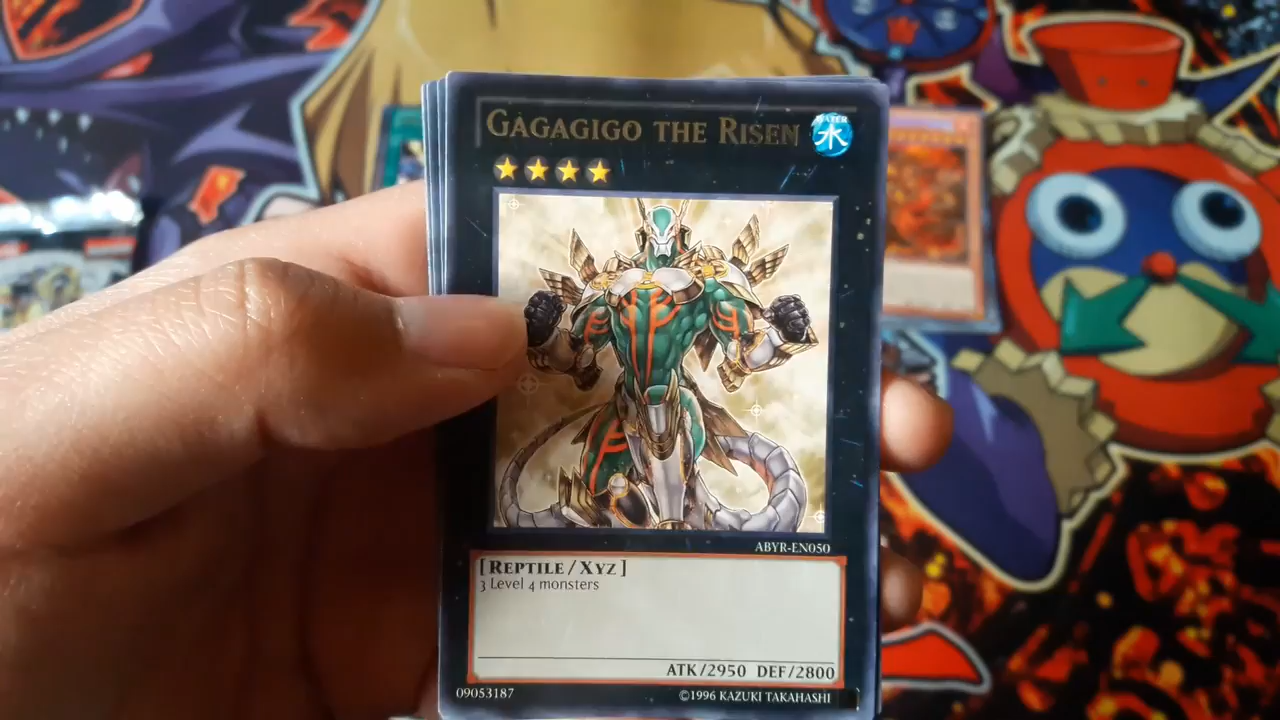 GAGAGIGO THE RISEN
WATER
水
ABYR-EN050
[REPTILE/XYZ]
3 Level 4 monsters
ATK/2950 DEF/2800
09053187
©1996 KAZUKI TAKAHASHI